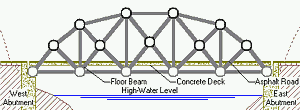 Floor Beam
Concrete Deck
Asphalt Road
High-Water Level
West
Abutment
East
Abutment